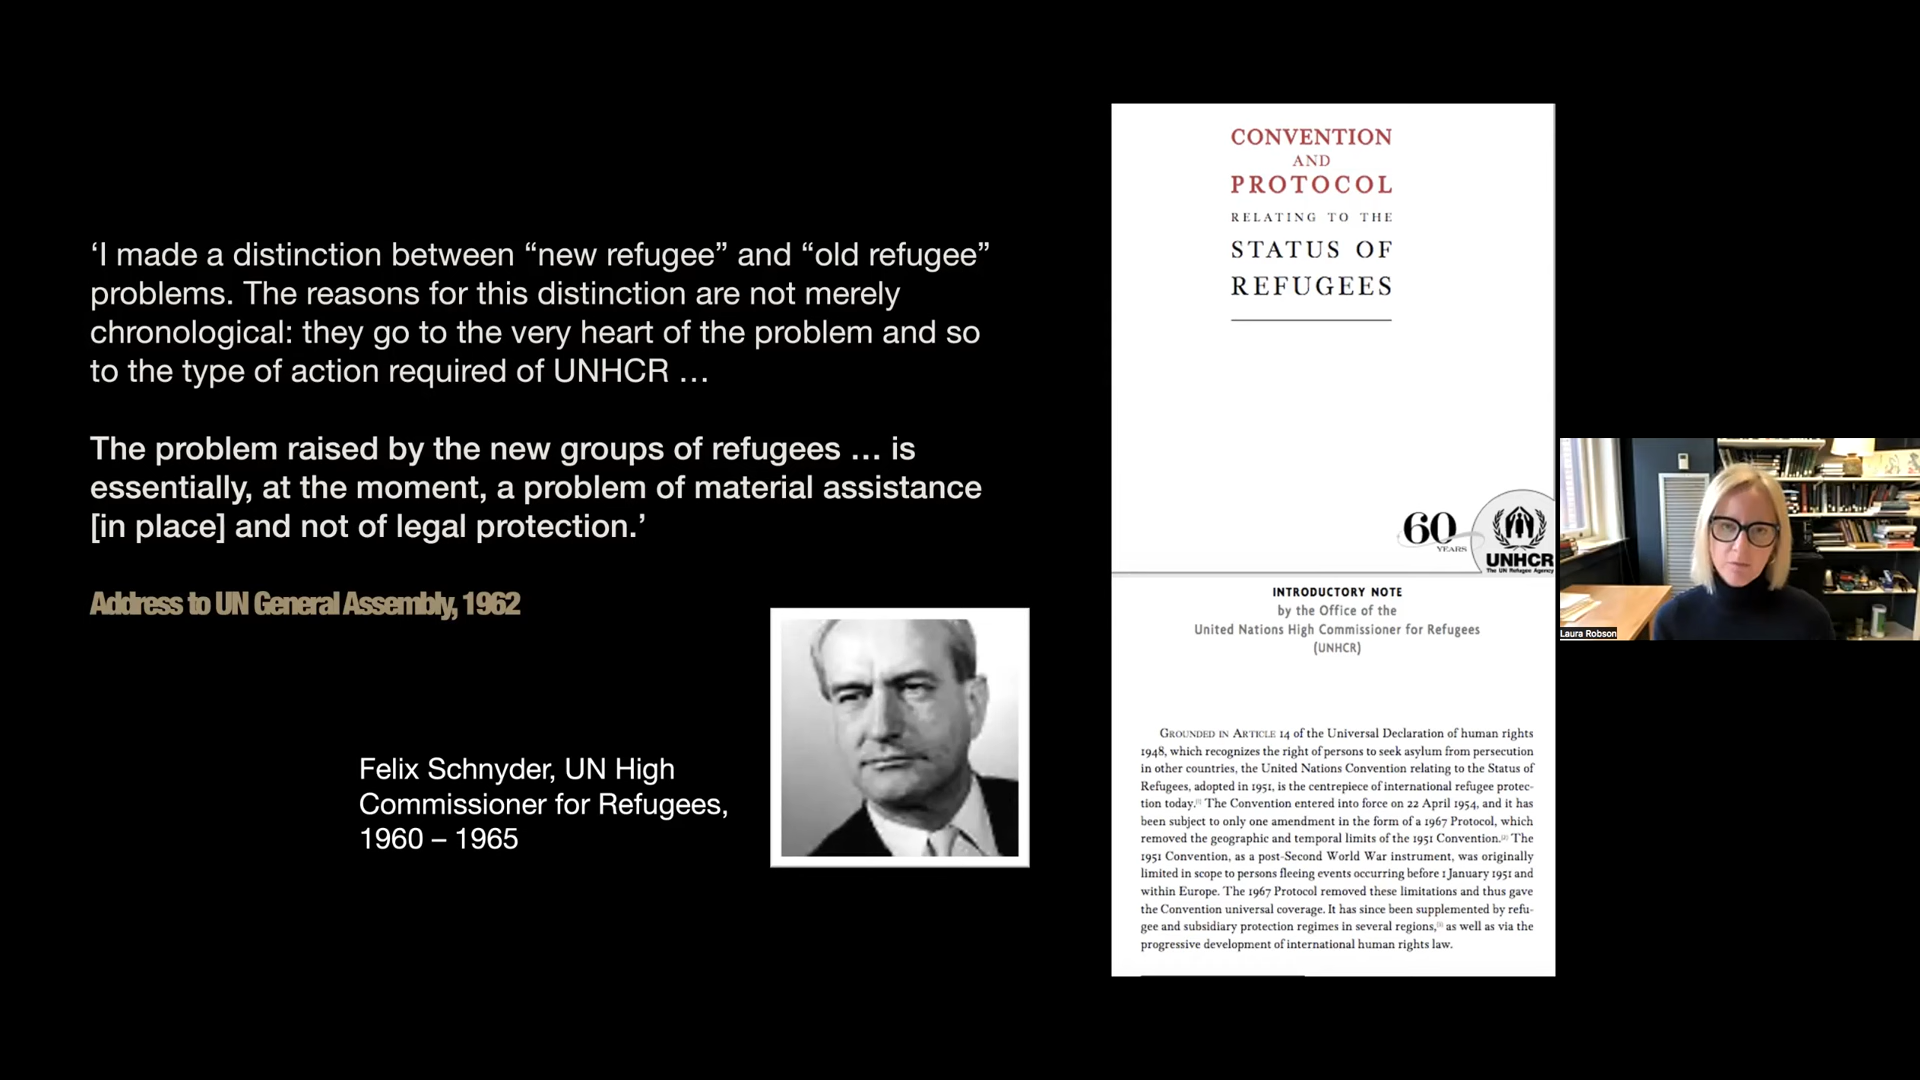 ‘I made a distinction between “new refugee” and “old refugee”
problems. The reasons for this distinction are not merely
chronological: they go to the very heart of the problem and so
to the type of action required of UNHCR …
The problem raised by the new groups of refugees … is
essentially, at the moment, a problem of material assistance
[in place] and not of legal protection.’
Address to UN General Assembly, 1962
Felix Schnyder, UN High
Commissioner for Refugees,
1960 – 1965
CONVENTION
AND
PROTOCOL
RELATING TO THE
STATUS OF
REFUGEES
60
YEARS
UNHCR
The UN Refugee Agency
INTRODUCTORY NOTE
by the Office of the
United Nations High Commissioner for Refugees
(UNHCR)
GROUNDED IN ARTICLE 14 of the Universal Declaration of human rights
1948, which recognizes the right of persons to seek asylum from persecution
in other countries, the United Nations Convention relating to the Status of
Refugees, adopted in 1951, is the centrepiece of international refugee protec-
tion today.[1] The Convention entered into force on 22 April 1954, and it has
been subject to only one amendment in the form of a 1967 Protocol, which
removed the geographic and temporal limits of the 1951 Convention.[2] The
1951 Convention, as a post-Second World War instrument, was originally
limited in scope to persons fleeing events occurring before 1 January 1951 and
within Europe. The 1967 Protocol removed these limitations and thus gave
the Convention universal coverage. It has since been supplemented by refu-
gee and subsidiary protection regimes in several regions,[3] as well as via the
progressive development of international human rights law.
Laura Robson